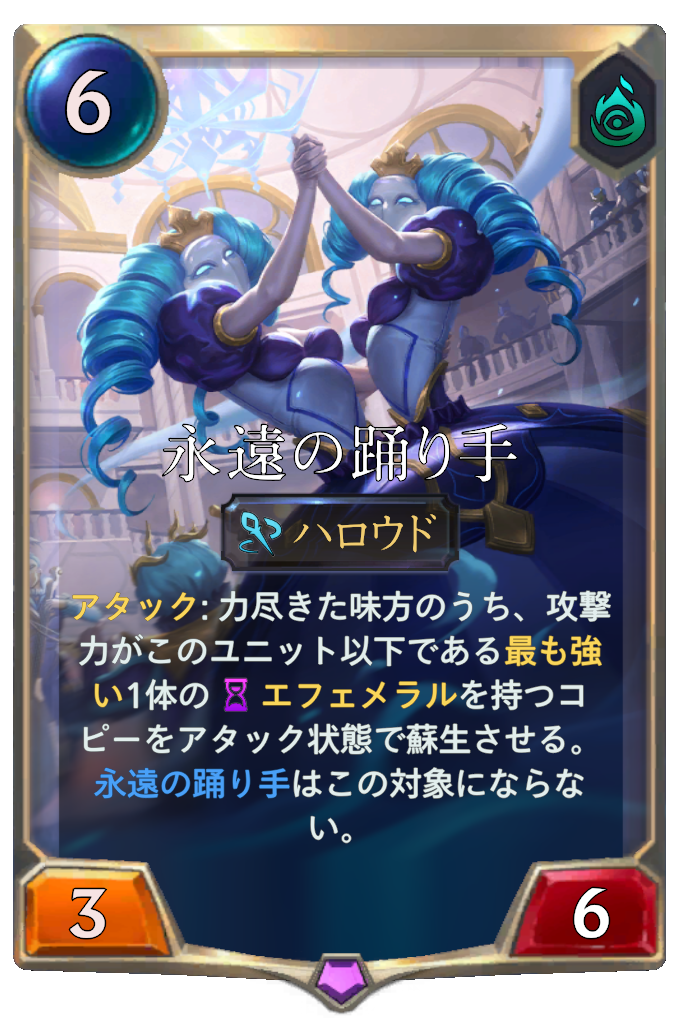 6
永遠の踊り手
ハロウド
アタック: 力尽きた味方のうち、攻撃
力がこのユニット以下である最も強
い1体の エフェメラルを持つコ
ピーをアタック状態で蘇生させる。
永遠の踊り手はこの対象にならな
い。
3
6